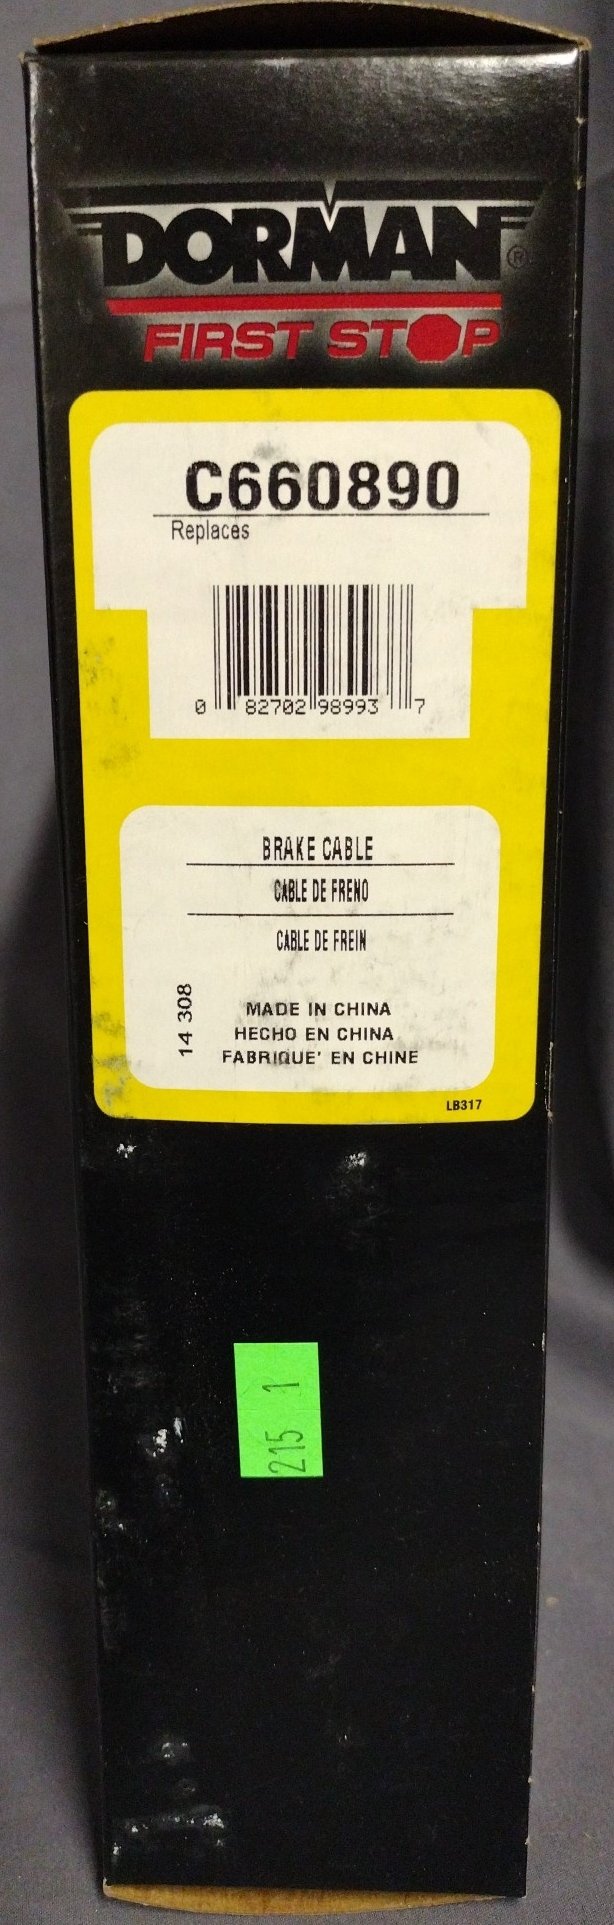 DORMAN®
FIRST STOP
C660890
Replaces
0 82702 98993 7
BRAKE CABLE
CABLE DE FRENO
CABLE DE FREIN
14 308
MADE IN CHINA
HECHO EN CHINA
FABRIQUE' EN CHINE
LB317
215 1